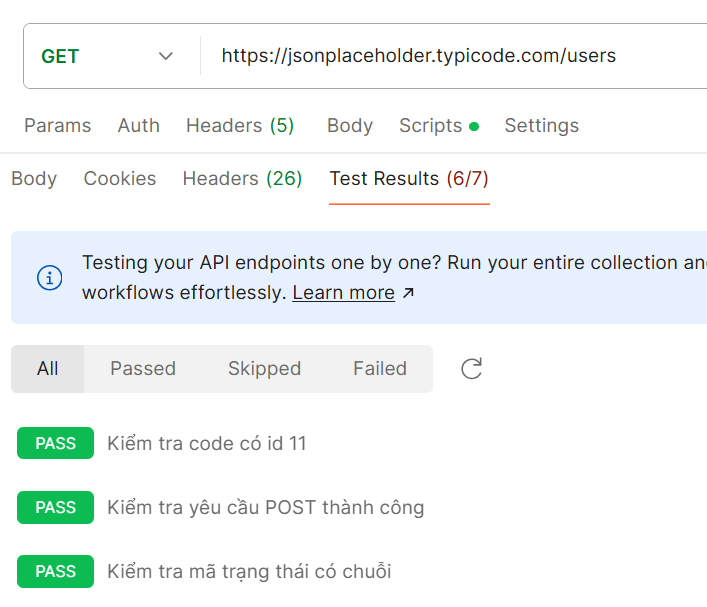 GET https://jsonplaceholder.typicode.com/users
Params Auth Headers (5) Body Scripts Settings
Body Cookies Headers (26) Test Results (6/7)
Testing your API endpoints one by one? Run your entire collection an
workflows effortlessly. Learn more ↗
All Passed Skipped Failed
PASS Kiểm tra code có id 11
PASS Kiểm tra yêu cầu POST thành công
PASS Kiểm tra mã trạng thái có chuỗi